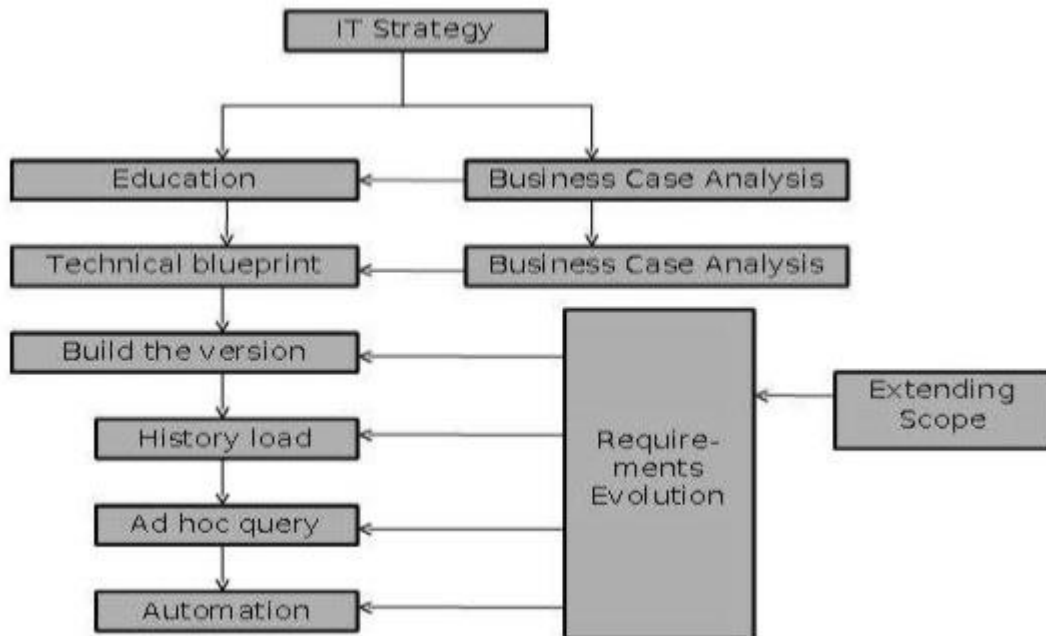 IT Strategy
Education
Business Case Analysis
Technical blueprint
Business Case Analysis
Build the version
History load
Ad hoc query
Automation
Require-
ments
Evolution
Extending
Scope